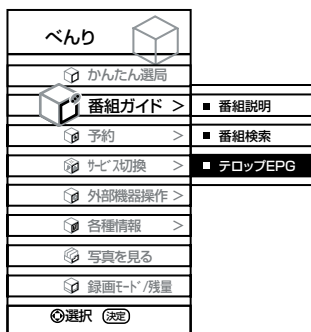 べんり
かんたん選局
番組ガイド >
■ 番組説明
予約 >
■ 番組検索
サービス切換 >
■ テロップEPG
外部機器操作 >
各種情報 >
写真を見る
録画モード/残量
選択 決定